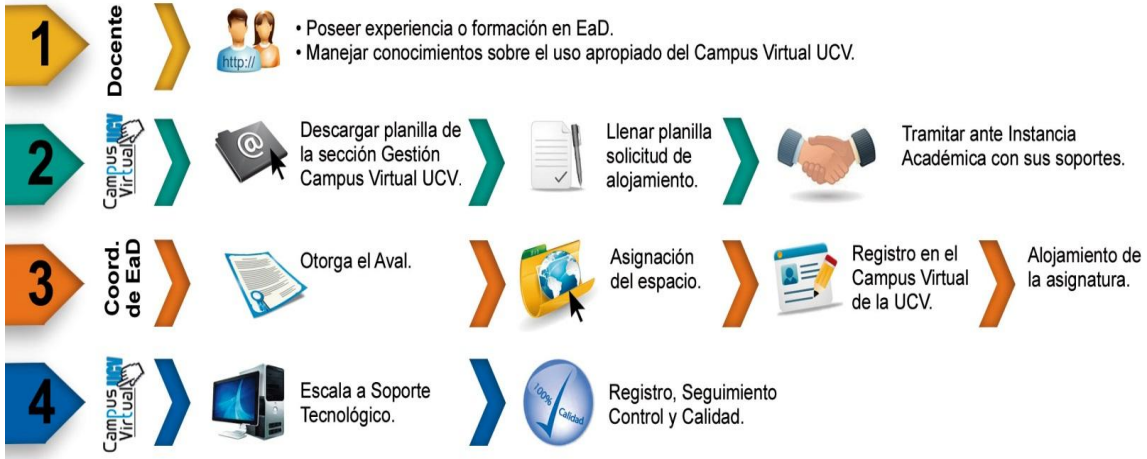 1
Docente
http://
• Poseer experiencia o formación en EaD.
• Manejar conocimientos sobre el uso apropiado del Campus Virtual UCV.
2
Campus UCV
Virtual
@
Descargar planilla de
la sección Gestión
Campus Virtual UCV.
Llenar planilla
solicitud de
alojamiento.
Tramitar ante Instancia
Académica con sus soportes.
3
Coord.
de EaD
Otorga el Aval.
Asignación
del espacio.
Registro en el
Campus Virtual
de la UCV.
Alojamiento de
la asignatura.
4
Campus UCV
Virtual
Escala a Soporte
Tecnológico.
100%
Calidad
Registro, Seguimiento
Control y Calidad.